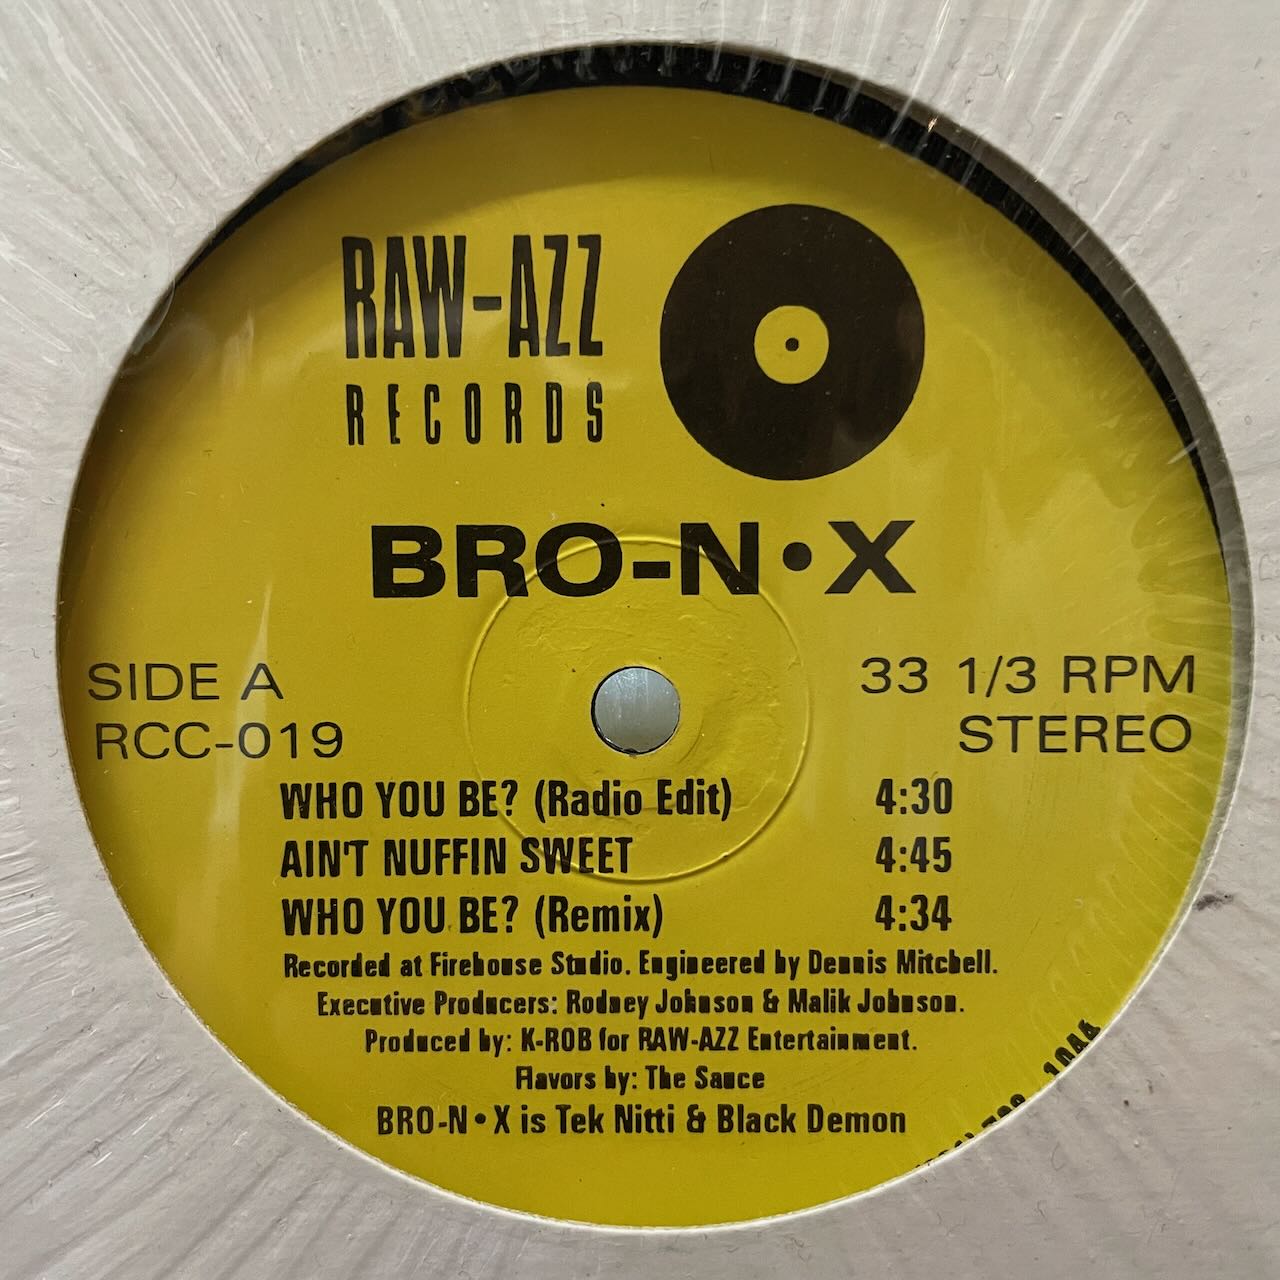 RAW-AZZ
RECORDS
BRO-N•X
SIDE A
RCC-019
33 1/3 RPM
STEREO
WHO YOU BE? (Radio Edit) 4:30
AIN'T NUFFIN SWEET 4:45
WHO YOU BE? (Remix) 4:34
Recorded at Firehouse Studio. Engineered by Dennis Mitchell.
Executive Producers: Rodney Johnson & Malik Johnson.
Produced by: K-ROB for RAW-AZZ Entertainment.
Flavors by: The Sauce
BRO-N•X is Tek Nitti & Black Demon